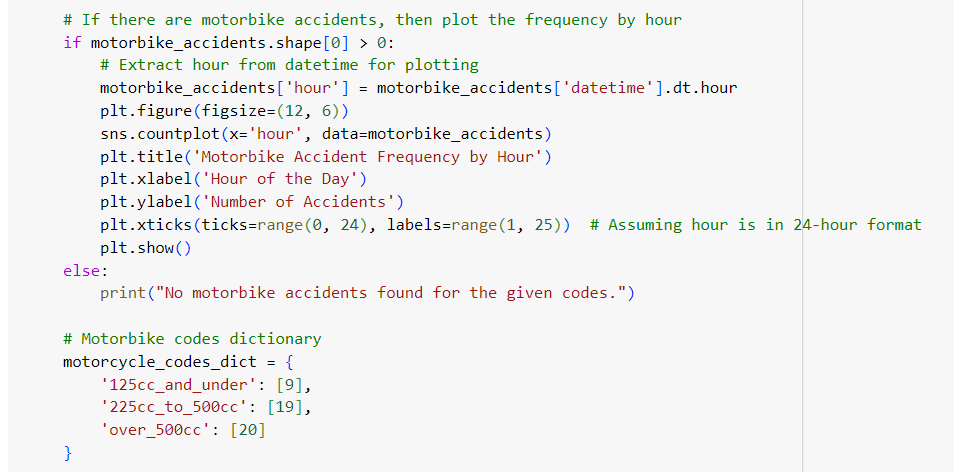 # If there are motorbike accidents, then plot the frequency by hour
if motorbike_accidents.shape[0] > 0:
    # Extract hour from datetime for plotting
    motorbike_accidents['hour'] = motorbike_accidents['datetime'].dt.hour
    plt.figure(figsize=(12, 6))
    sns.countplot(x='hour', data=motorbike_accidents)
    plt.title('Motorbike Accident Frequency by Hour')
    plt.xlabel('Hour of the Day')
    plt.ylabel('Number of Accidents')
    plt.xticks(ticks=range(0, 24), labels=range(1, 25))  # Assuming hour is in 24-hour format
    plt.show()
else:
    print("No motorbike accidents found for the given codes.")

# Motorbike codes dictionary
motorcycle_codes_dict = {
    '125cc_and_under': [9],
    '225cc_to_500cc': [19],
    'over_500cc': [20]
}